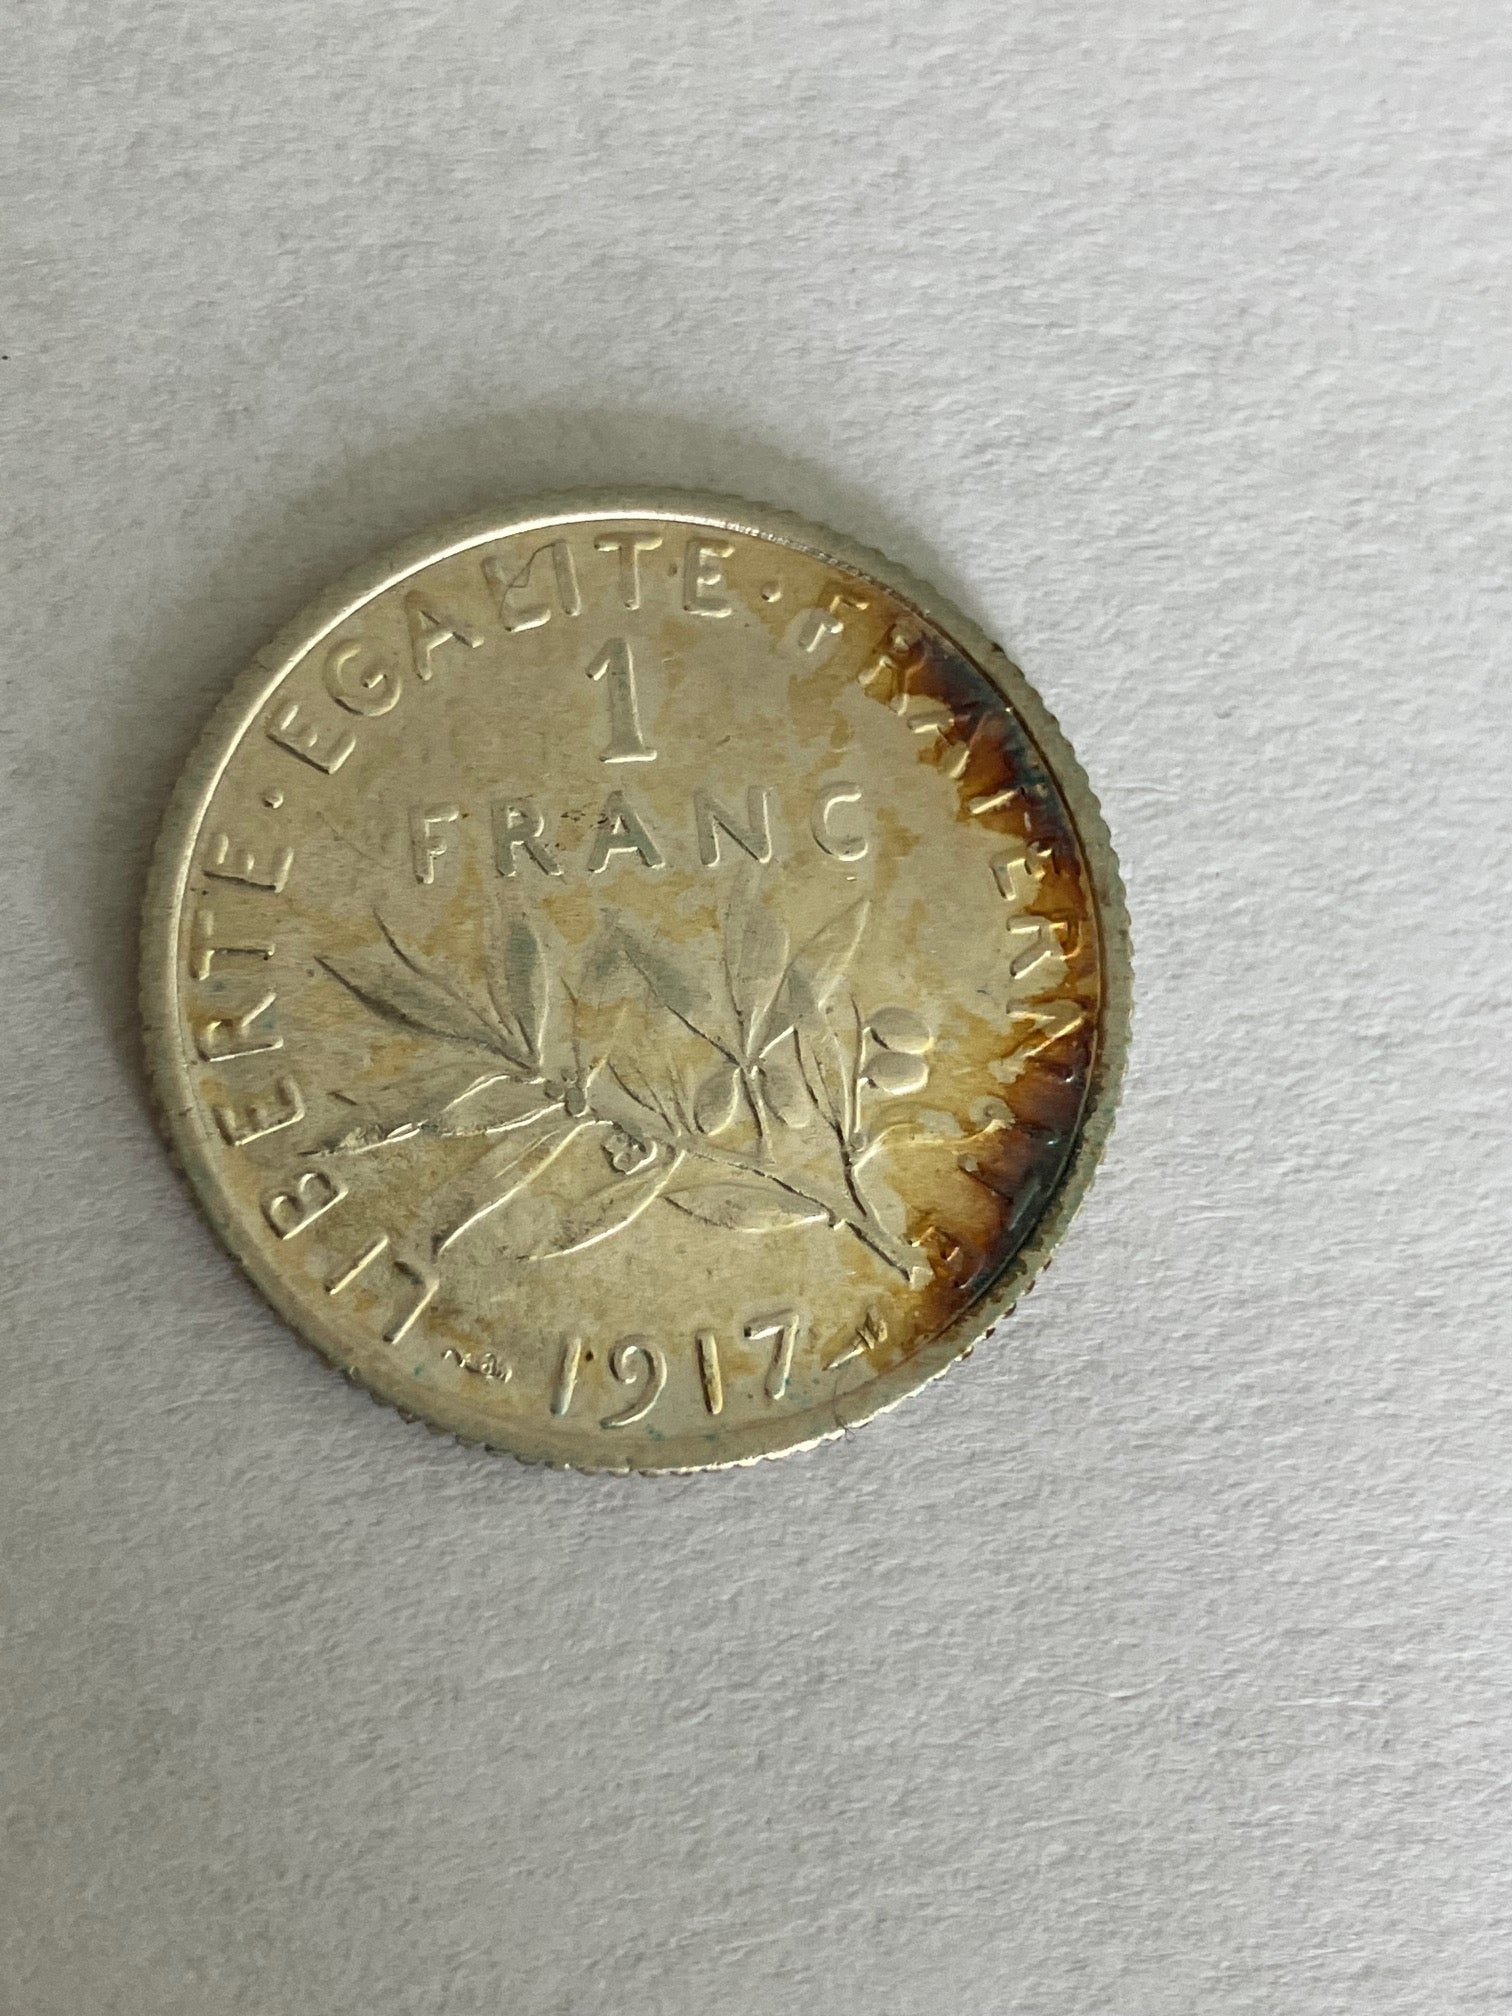 LIBERTE · EGALITE · FRATERNITE
1
FRANC
1917